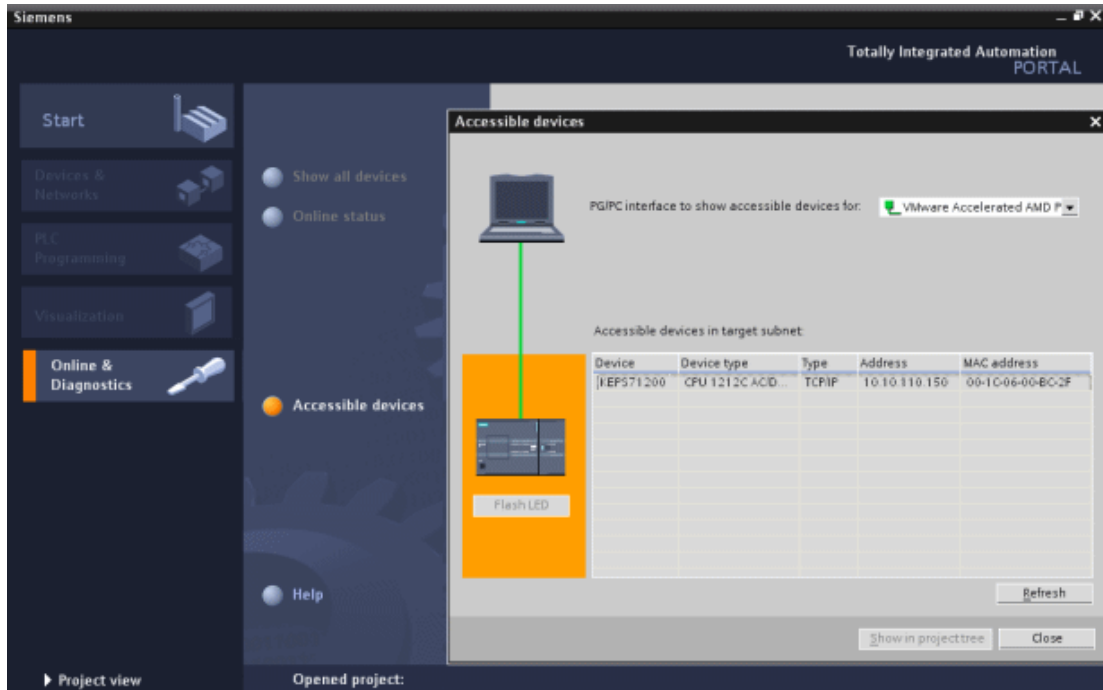 Siemens
Totally Integrated Automation
PORTAL
Start
Devices &
Networks
PLC
Programming
Visualization
Online &
Diagnostics
Show all devices
Online status
Accessible devices
Help
Accessible devices
PG/PC interface to show accessible devices for:
VMware Accelerated AMD P
Accessible devices in target subnet:
Device Device type Type Address MAC address
KEPS71200 CPU 1212C AC/D... TCP/IP 10.10.110.150 00-1C-06-00-BC-2F
Flash LED
Refresh
Show in project tree Close
Project view
Opened project: